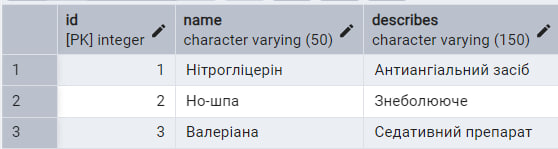 id name describes
[PK] integer character varying (50) character varying (150)
1 1 Нітрогліцерін Антиангіальний засіб
2 2 Но-шпа Знеболююче
3 3 Валеріана Седативний препарат